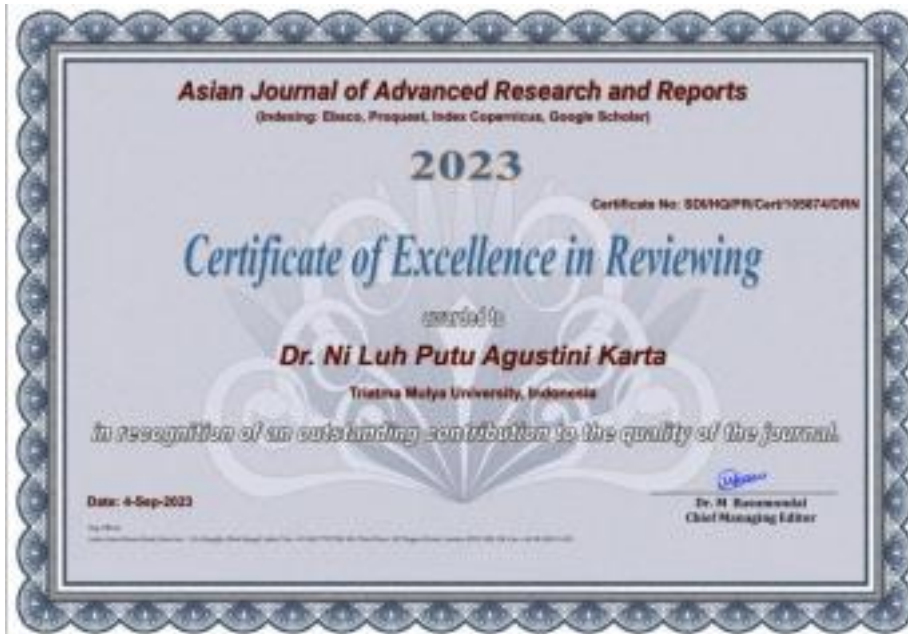 Asian Journal of Advanced Research and Reports
(Indexing: Ebsco, Proquest, Index Copernicus, Google Scholar)
2023
Certificate No: SDI/HQ/PR/Cert/105874/DRN
Certificate of Excellence in Reviewing
awarded to
Dr. Ni Luh Putu Agustini Karta
Triatma Mulya University, Indonesia
in recognition of an outstanding contribution to the quality of the journal.
Date: 4-Sep-2023
Dr. M
Chief Managing Editor